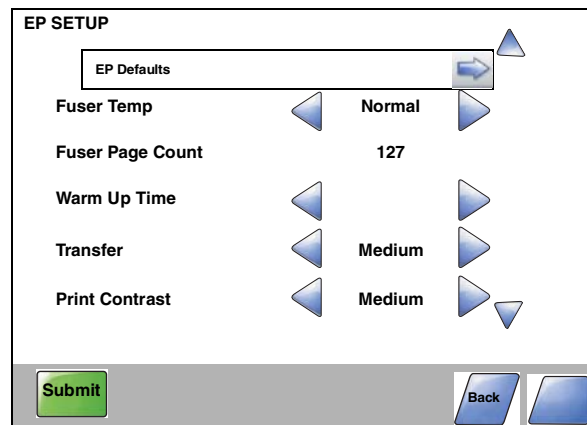 EP SETUP
EP Defaults
Fuser Temp Normal
Fuser Page Count 127
Warm Up Time
Transfer Medium
Print Contrast Medium
Submit Back